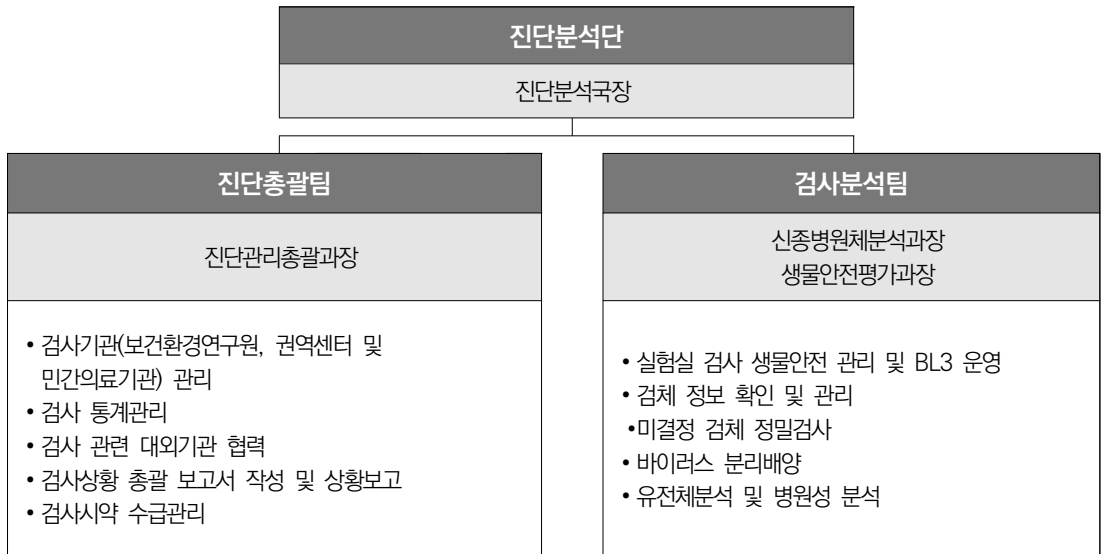 진단분석단
진단분석국장
진단총괄팀
진단관리총괄과장
• 검사기관(보건환경연구원, 권역센터 및
민간의료기관) 관리
• 검사 통계관리
• 검사 관련 대외기관 협력
• 검사상황 총괄 보고서 작성 및 상황보고
• 검사시약 수급관리
검사분석팀
신종병원체분석과장
생물안전평가과장
• 실험실 검사 생물안전 관리 및 BL3 운영
• 검체 정보 확인 및 관리
•미결정 검체 정밀검사
• 바이러스 분리배양
• 유전체분석 및 병원성 분석